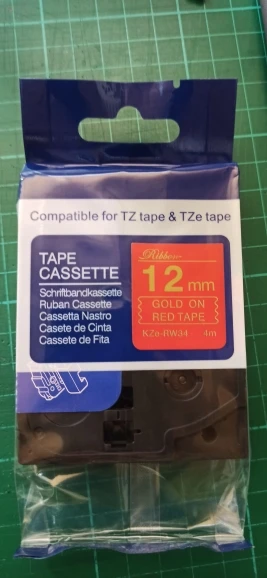 Compatible for TZ tape & TZe tape
TAPE
CASSETTE
Schriftbandkassette
Ruban Cassette
Cassetta Nastro
Casete de Cinta
Cassete de Fita
Ribbon
12 mm
GOLD ON
RED TAPE
KZe-RW34 4m